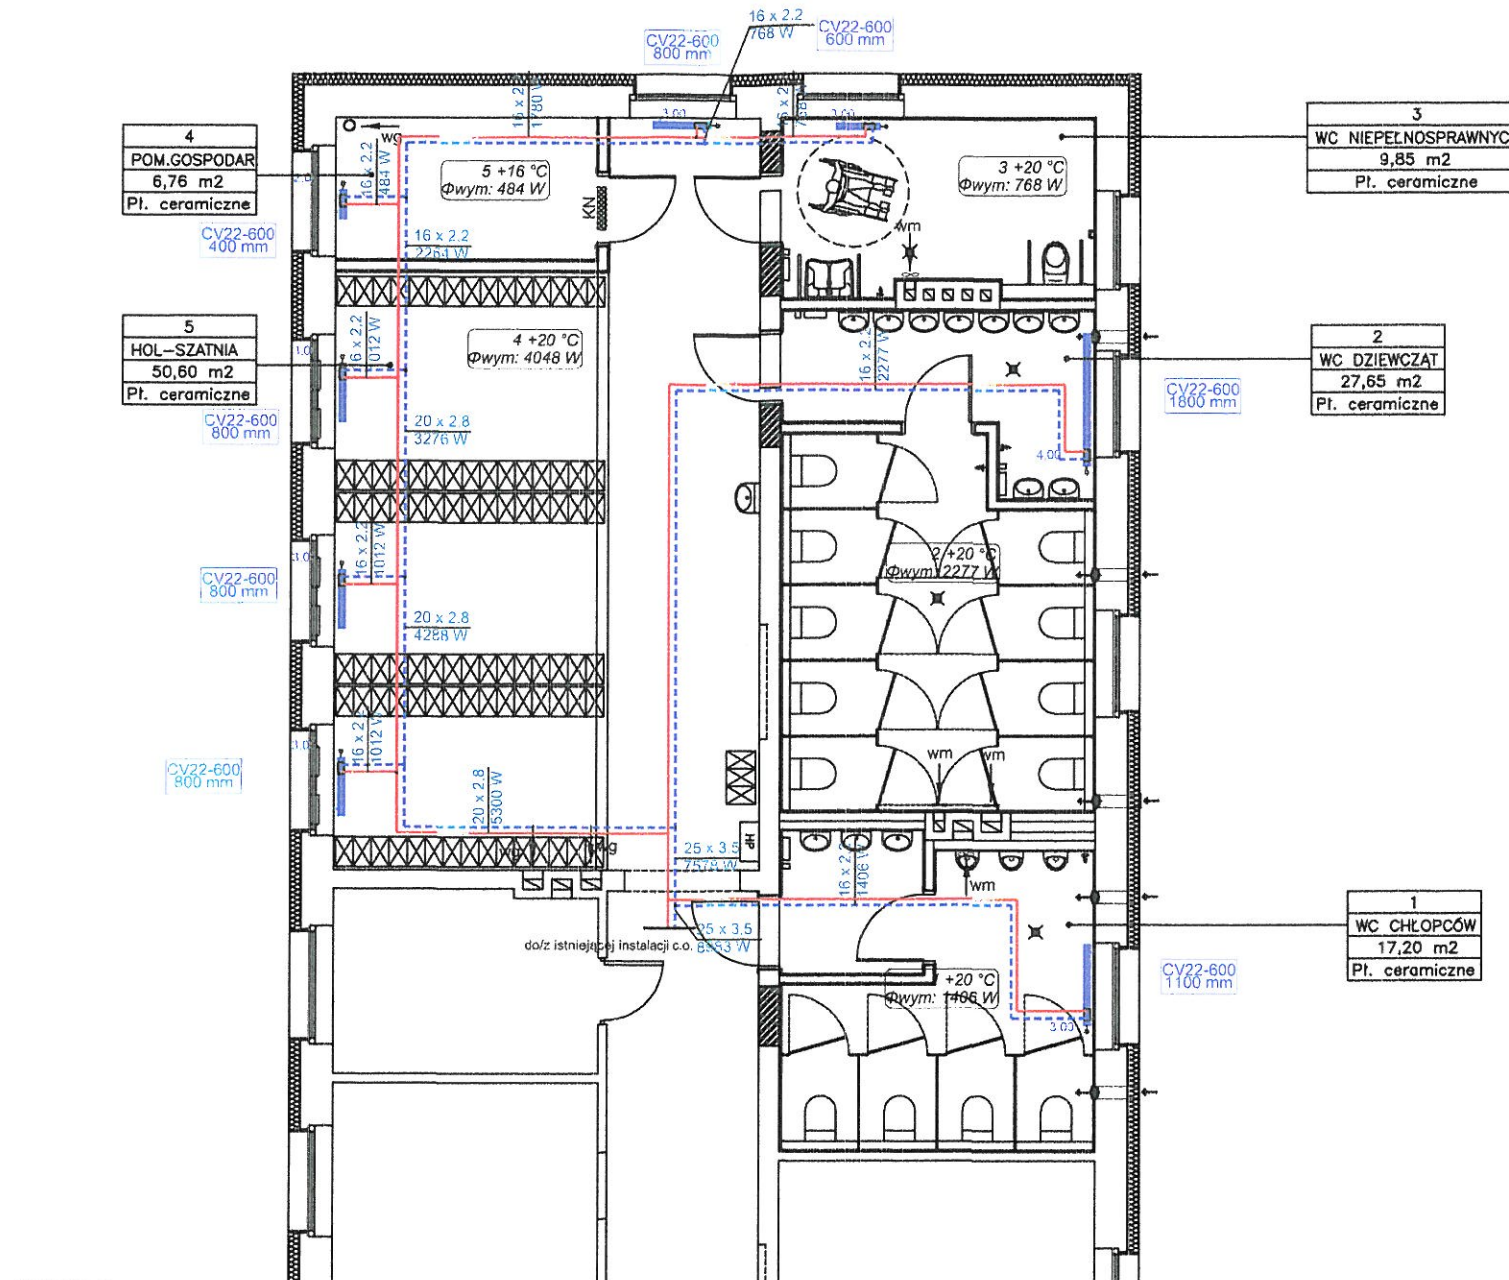 16 x 2.2
768 W
CV22-600
800 mm
CV22-600
600 mm
16 x 2.2
1780 W
3.00
3.00
wg
4
POM.GOSPODAR
6,76 m2
Pł. ceramiczne
16 x 2.2
484 W
5 +16 °C
Φwym: 484 W
3 +20 °C
Φwym: 768 W
3
WC NIEPEŁNOSPRAWNYC
9,85 m2
Pł. ceramiczne
KN
wm
CV22-600
400 mm
16 x 2.2
2264 W
5
HOL-SZATNIA
50,60 m2
Pł. ceramiczne
1012 W
4 +20 °C
Φwym: 4048 W
16 x 2.2
2277 W
2
WC DZIEWCZĄT
27,65 m2
Pł. ceramiczne
CV22-600
800 mm
20 x 2.8
3276 W
CV22-600
1800 mm
4.00
16 x 2.2
1012 W
2 +20 °C
Φwym: 2277 W
CV22-600
800 mm
20 x 2.8
4288 W
16 x 2.2
1012 W
CV22-600
800 mm
20 x 2.8
5300 W
wm
wm
HP
wg
wg
25 x 3.5
7578 W
16 x 2.2
1406 W
wm
1
WC CHŁOPCÓW
17,20 m2
Pł. ceramiczne
do/z istniejącej instalacji c.o.
25 x 3.5
8983 W
+20 °C
Φwym: 1406 W
CV22-600
1100 mm
3.00